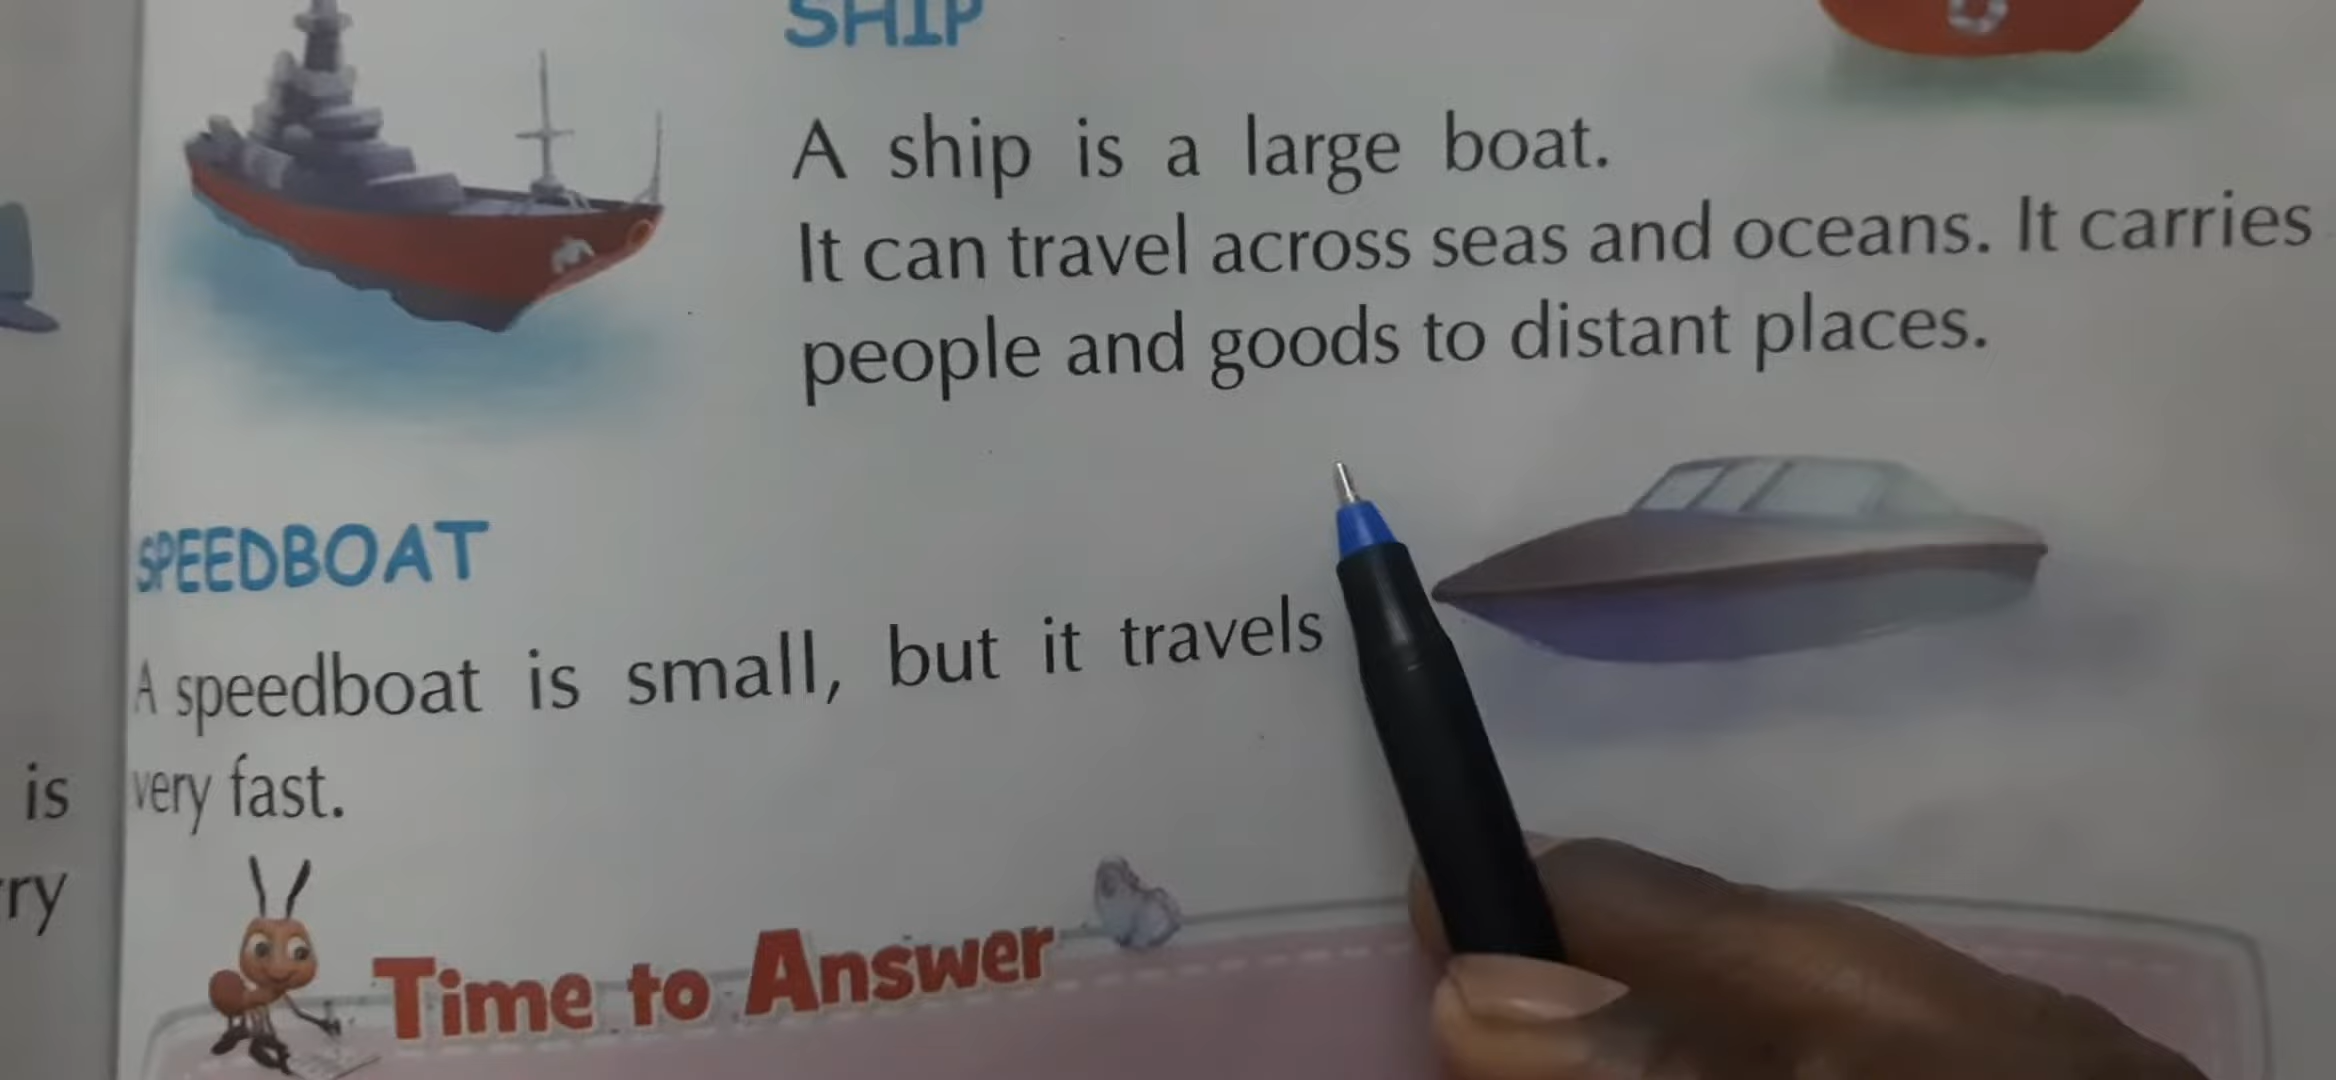 SHIP
A ship is a large boat.
It can travel across seas and oceans. It carries
people and goods to distant places.
SPEEDBOAT
A speedboat is small, but it travels
very fast.
is
ry
Time to Answer